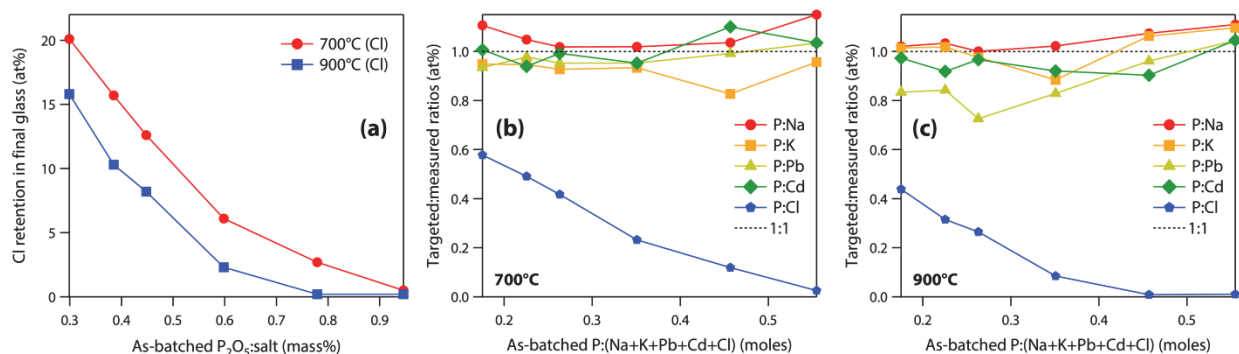 Cl retention in final glass (at%)
20
15
10
5
0
700°C (Cl)
900°C (Cl)
(a)
0.3 0.4 0.5 0.6 0.7 0.8 0.9
As-batched P₂O₅:salt (mass%)
Targeted:measured ratios (at%)
1.0
0.8
0.6
0.4
0.2
0.0
(b)
P:Na
P:K
P:Pb
P:Cd
P:Cl
1:1
700°C
0.2 0.3 0.4 0.5
As-batched P:(Na+K+Pb+Cd+Cl) (moles)
Targeted:measured ratios (at%)
1.0
0.8
0.6
0.4
0.2
0.0
(c)
P:Na
P:K
P:Pb
P:Cd
P:Cl
1:1
900°C
0.2 0.3 0.4 0.5
As-batched P:(Na+K+Pb+Cd+Cl) (moles)